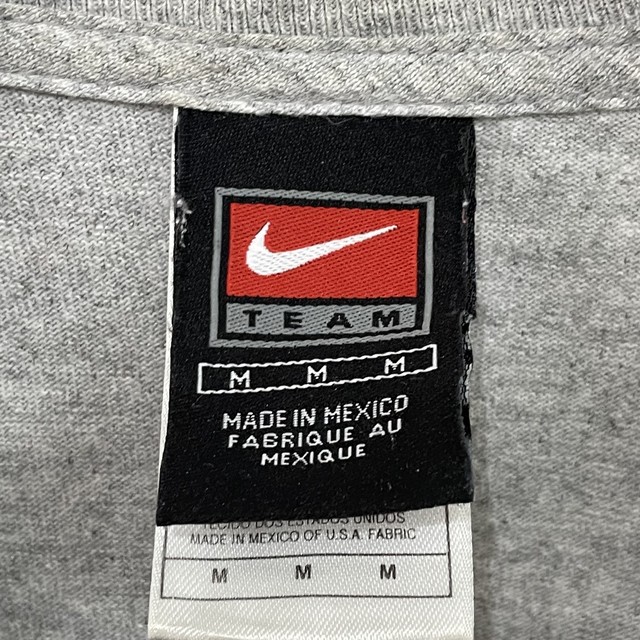 TEAM
M M M
MADE IN MEXICO
FABRIQUE AU
MEXIQUE
TECIDO DOS ESTADOS UNIDOS
MADE IN MEXICO OF U.S.A. FABRIC
M M M